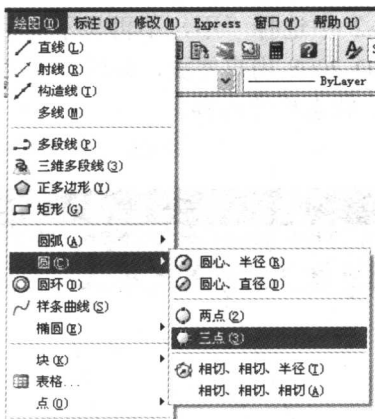 绘图(D) 标注(N) 修改(M) Express 窗口(W) 帮助(H)
直线(L)
射线(R)
构造线(T)
ByLayer
多线(M)
多段线(P)
三维多段线(3)
正多边形(Y)
矩形(G)
圆弧(A)
圆(C)
圆心、半径(R)
圆环(D)
圆心、直径(D)
样条曲线(S)
两点(2)
椭圆(E)
三点(3)
块(K)
相切、相切、半径(T)
表格...
相切、相切、相切(A)
点(O)